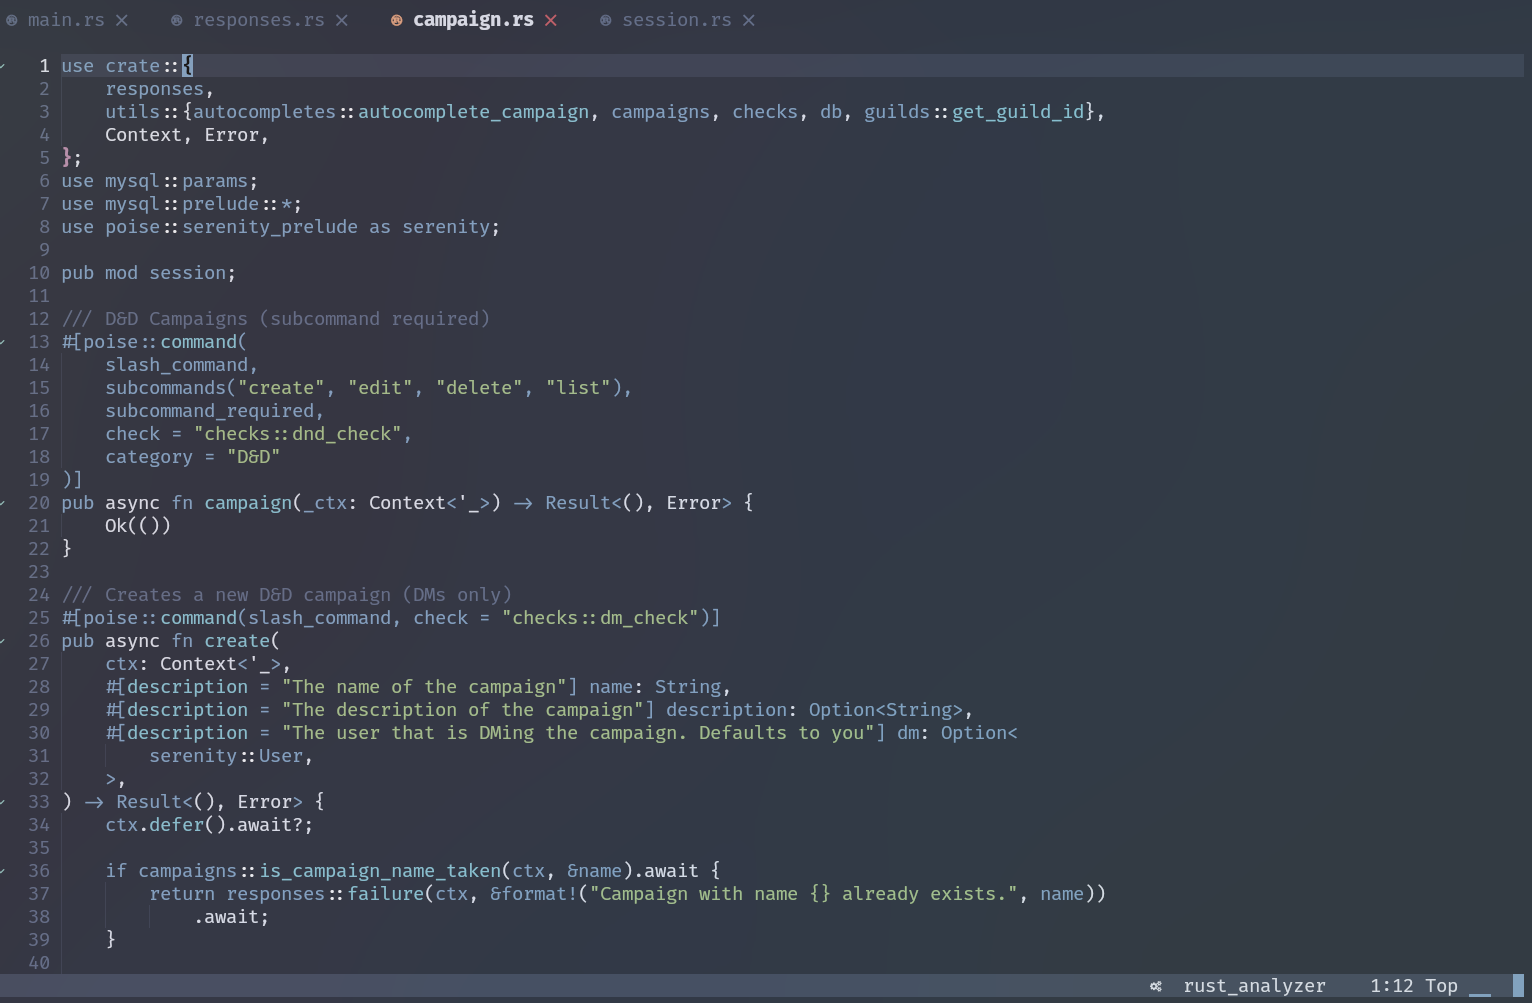 main.rs × responses.rs × campaign.rs × session.rs ×
1 use crate::{
2     responses,
3     utils::{autocompletes::autocomplete_campaign, campaigns, checks, db, guilds::get_guild_id},
4     Context, Error,
5 };
6 use mysql::params;
7 use mysql::prelude::*;
8 use poise::serenity_prelude as serenity;
9
10 pub mod session;
11
12 /// D&D Campaigns (subcommand required)
13 #[poise::command(
14     slash_command,
15     subcommands("create", "edit", "delete", "list"),
16     subcommand_required,
17     check = "checks::dnd_check",
18     category = "D&D"
19 )]
20 pub async fn campaign(_ctx: Context<'_>) -> Result<(), Error> {
21     Ok(())
22 }
23
24 /// Creates a new D&D campaign (DMs only)
25 #[poise::command(slash_command, check = "checks::dm_check")]
26 pub async fn create(
27     ctx: Context<'_>,
28     #[description = "The name of the campaign"] name: String,
29     #[description = "The description of the campaign"] description: Option<String>,
30     #[description = "The user that is DMing the campaign. Defaults to you"] dm: Option<
31         serenity::User,
32     >,
33 ) -> Result<(), Error> {
34     ctx.defer().await?;
35
36     if campaigns::is_campaign_name_taken(ctx, &name).await {
37         return responses::failure(ctx, &format!("Campaign with name {} already exists.", name))
38             .await;
39     }
40
rust_analyzer 1:12 Top